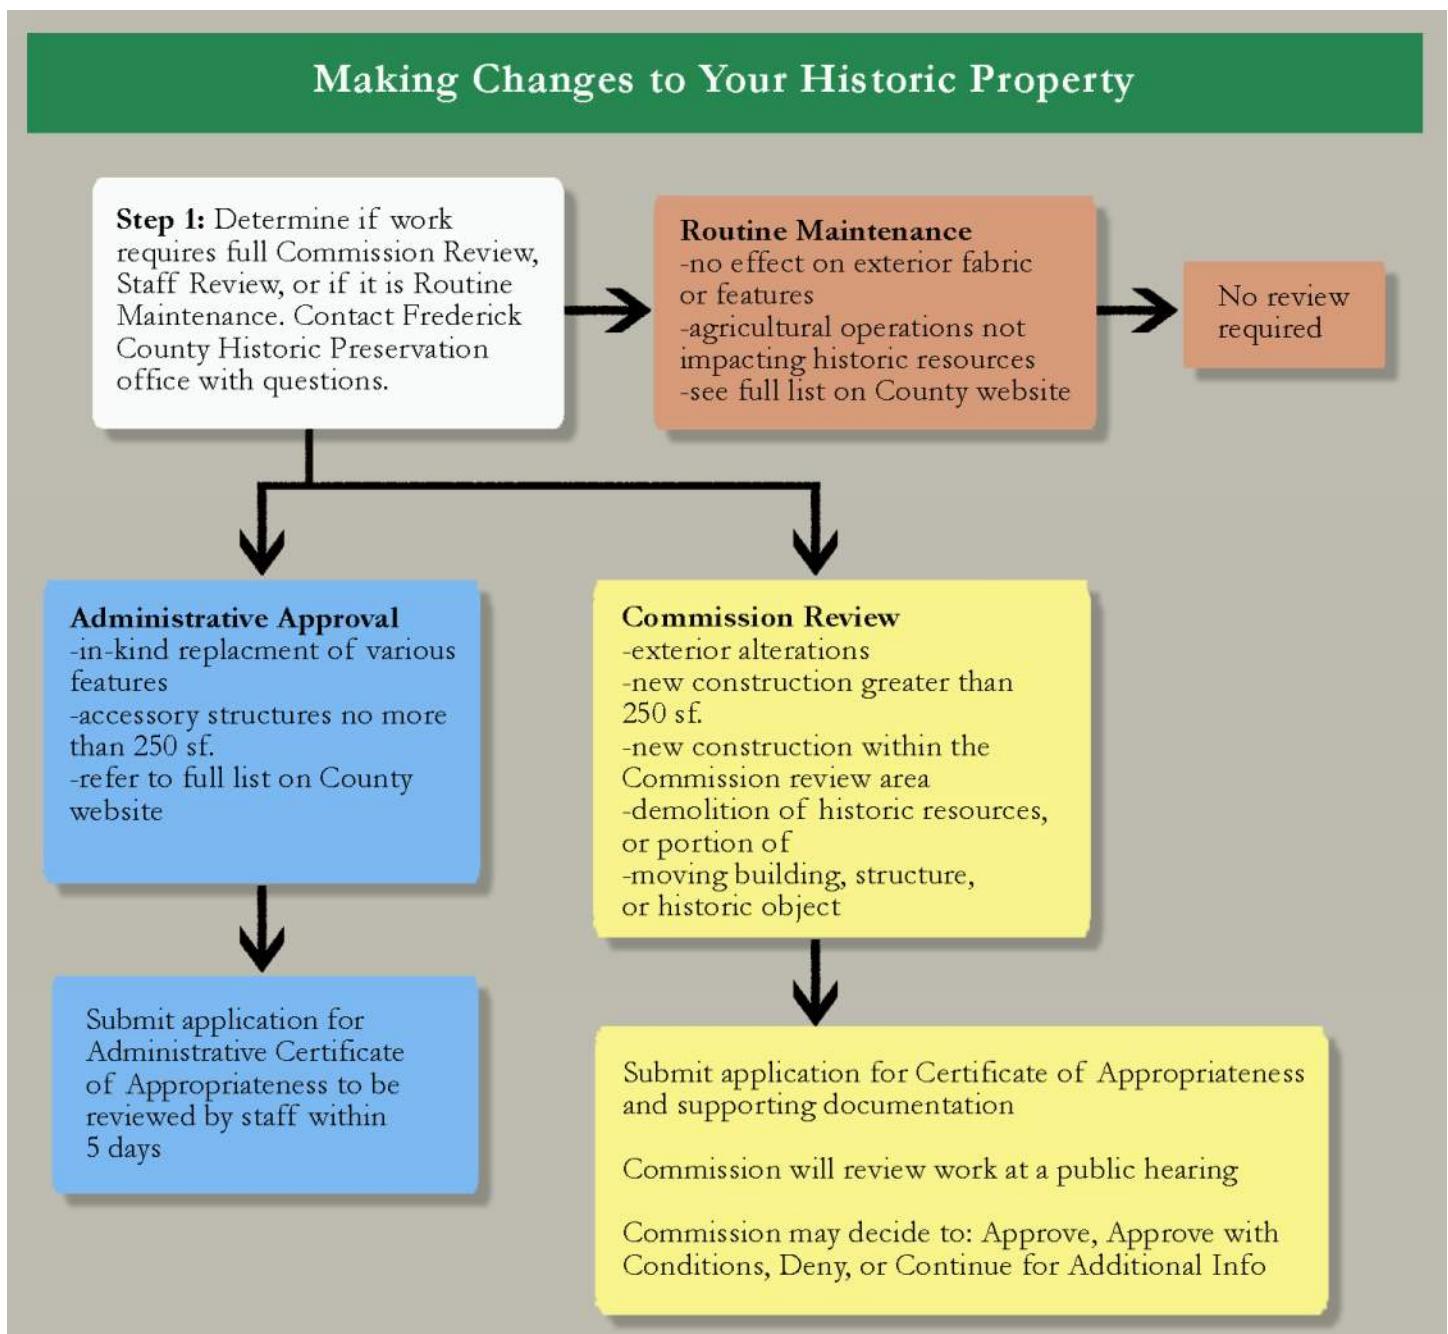 Making Changes to Your Historic Property
Step 1: Determine if work
requires full Commission Review,
Staff Review, or if it is Routine
Maintenance. Contact Frederick
County Historic Preservation
office with questions.
Routine Maintenance
-no effect on exterior fabric
or features
-agricultural operations not
impacting historic resources
-see full list on County website
No review
required
Administrative Approval
-in-kind replacment of various
features
-accessory structures no more
than 250 sf.
-refer to full list on County
website
Commission Review
-exterior alterations
-new construction greater than
250 sf.
-new construction within the
Commission review area
-demolition of historic resources,
or portion of
-moving building, structure,
or historic object
Submit application for
Administrative Certificate
of Appropriateness to be
reviewed by staff within
5 days
Submit application for Certificate of Appropriateness
and supporting documentation
Commission will review work at a public hearing
Commission may decide to: Approve, Approve with
Conditions, Deny, or Continue for Additional Info